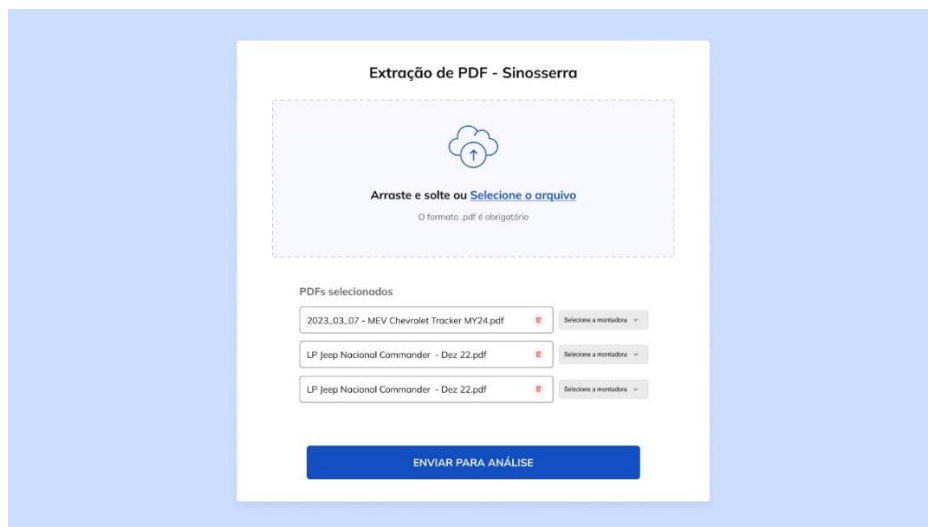 Extração de PDF - Sinosserra
Arraste e solte ou Selecione o arquivo
O formato .pdf é obrigatório
PDFs selecionados
2023_03_07 - MEV Chevrolet Tracker MY24.pdf
Selecione a montadora
LP Jeep Nacional Commander - Dez 22.pdf
Selecione a montadora
LP Jeep Nacional Commander - Dez 22.pdf
Selecione a montadora
ENVIAR PARA ANÁLISE